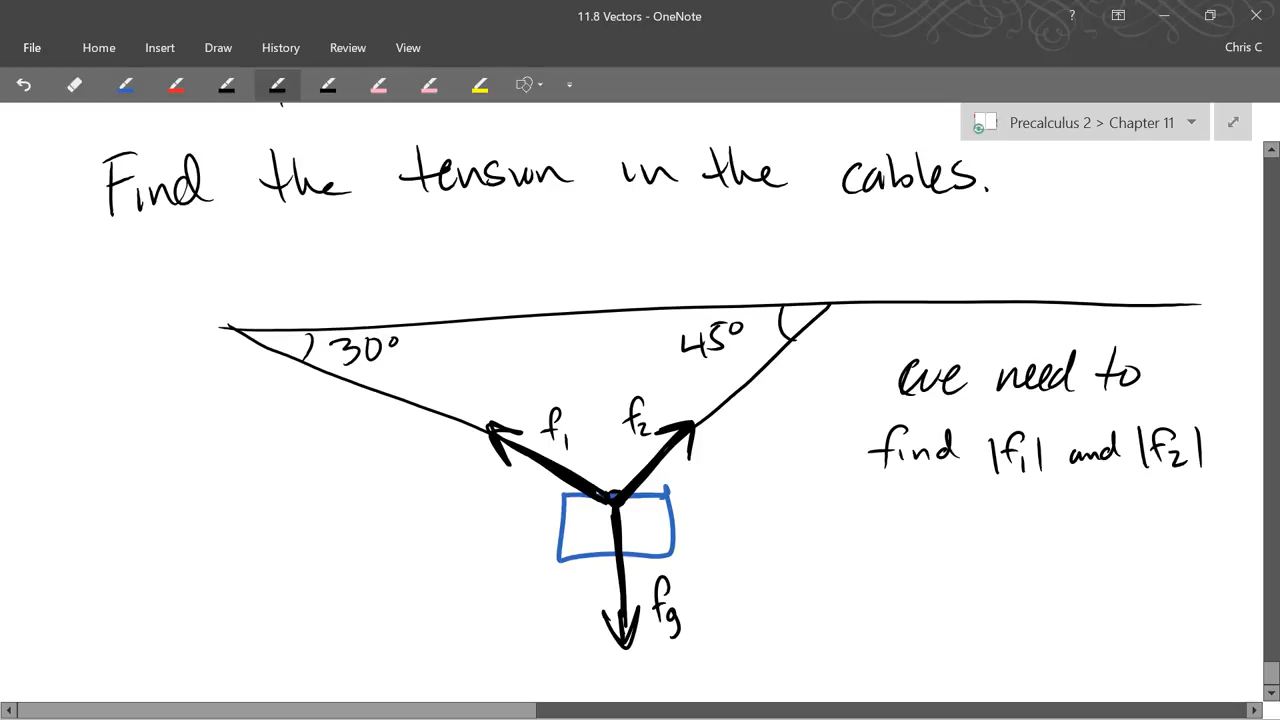 11.8 Vectors - OneNote
?
File Home Insert Draw History Review View
Chris C
Precalculus 2 > Chapter 11
Find the tension in the cables.
30° 45°
we need to
f₁ f₂
find |f₁| and |f₂|
fg